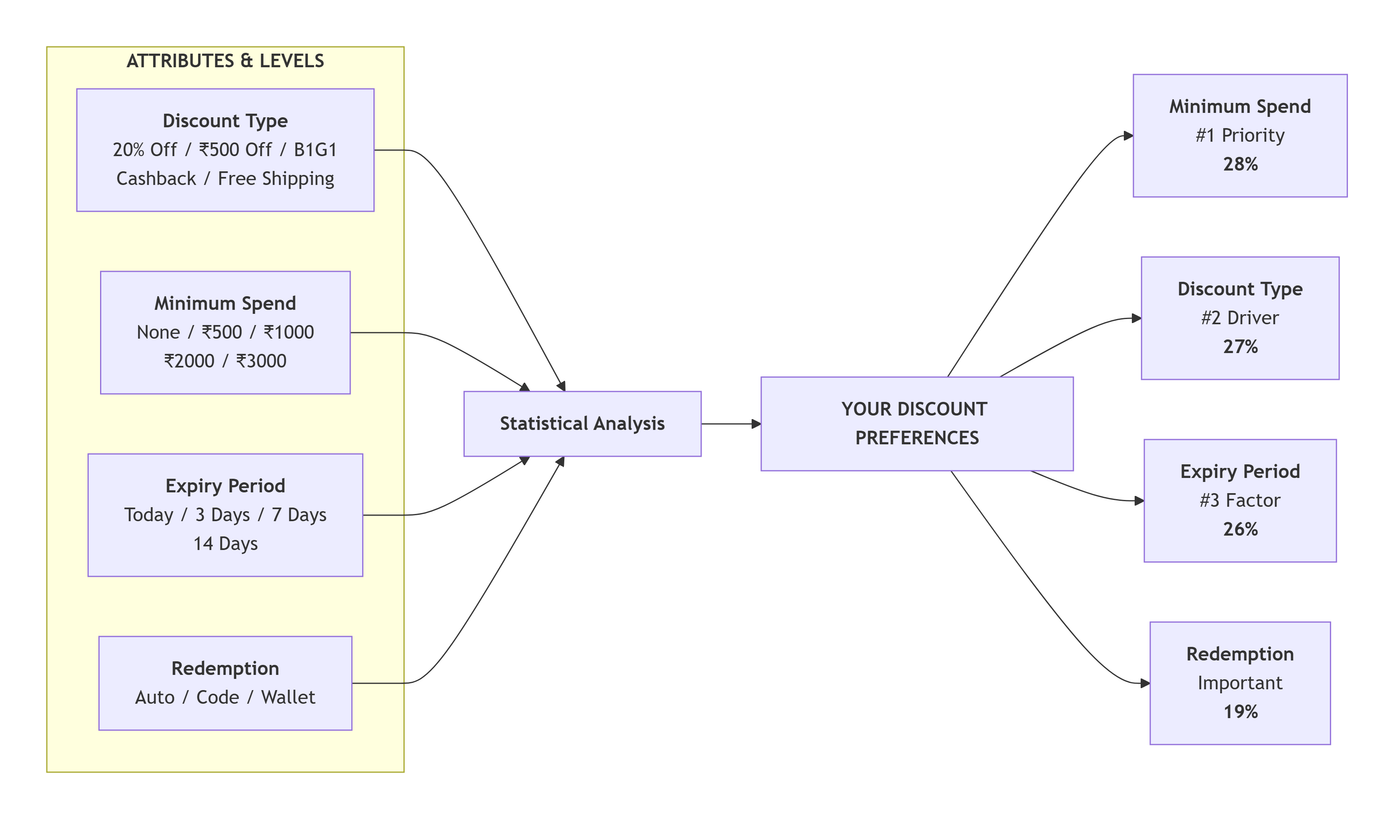 ATTRIBUTES & LEVELS
Discount Type
20% Off / ₹500 Off / B1G1
Cashback / Free Shipping
Minimum Spend
None / ₹500 / ₹1000
₹2000 / ₹3000
Expiry Period
Today / 3 Days / 7 Days
14 Days
Redemption
Auto / Code / Wallet
Statistical Analysis
YOUR DISCOUNT
PREFERENCES
Minimum Spend
#1 Priority
28%
Discount Type
#2 Driver
27%
Expiry Period
#3 Factor
26%
Redemption
Important
19%